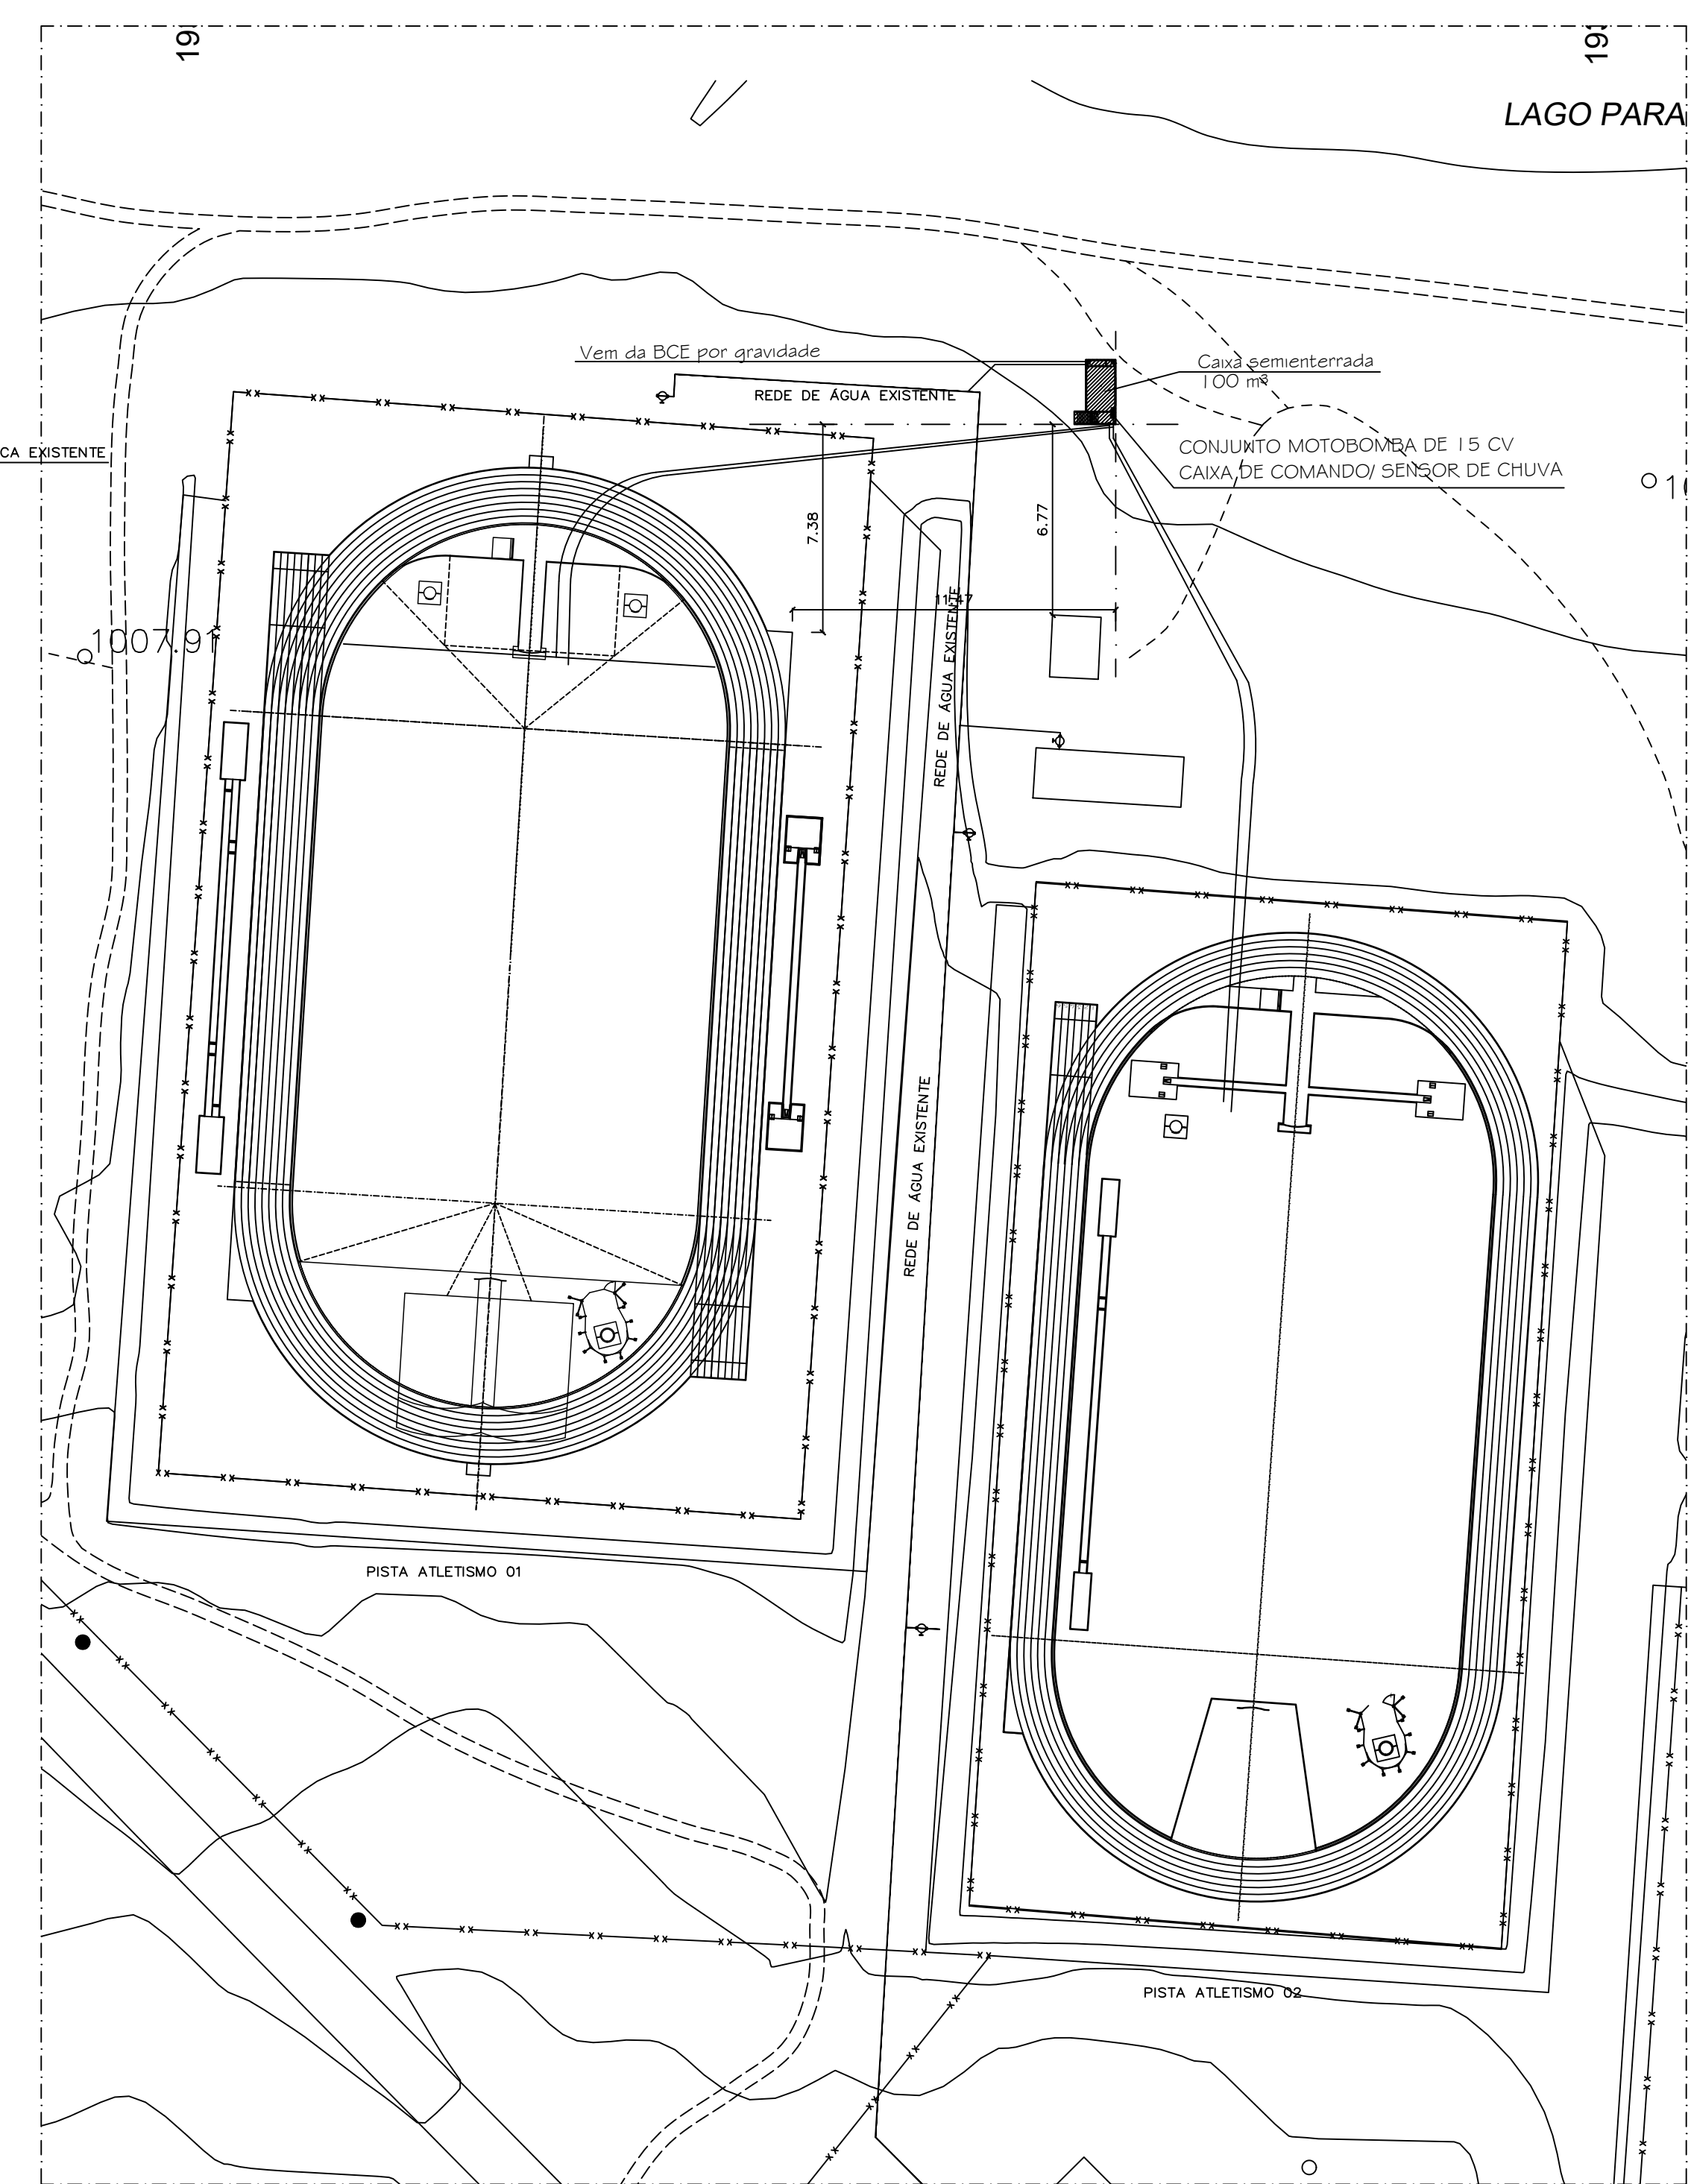 19
19
LAGO PARA
Vem da BCE por gravidade
Caixa semienterrada
100 m³
REDE DE ÁGUA EXISTENTE
CONJUNTO MOTOBOMBA DE 15 CV
CAIXA DE COMANDO/ SENSOR DE CHUVA
CA EXISTENTE
7.38
6.77
11.47
1007.91
REDE DE ÁGUA EXISTENTE
REDE DE ÁGUA EXISTENTE
PISTA ATLETISMO 01
PISTA ATLETISMO 02